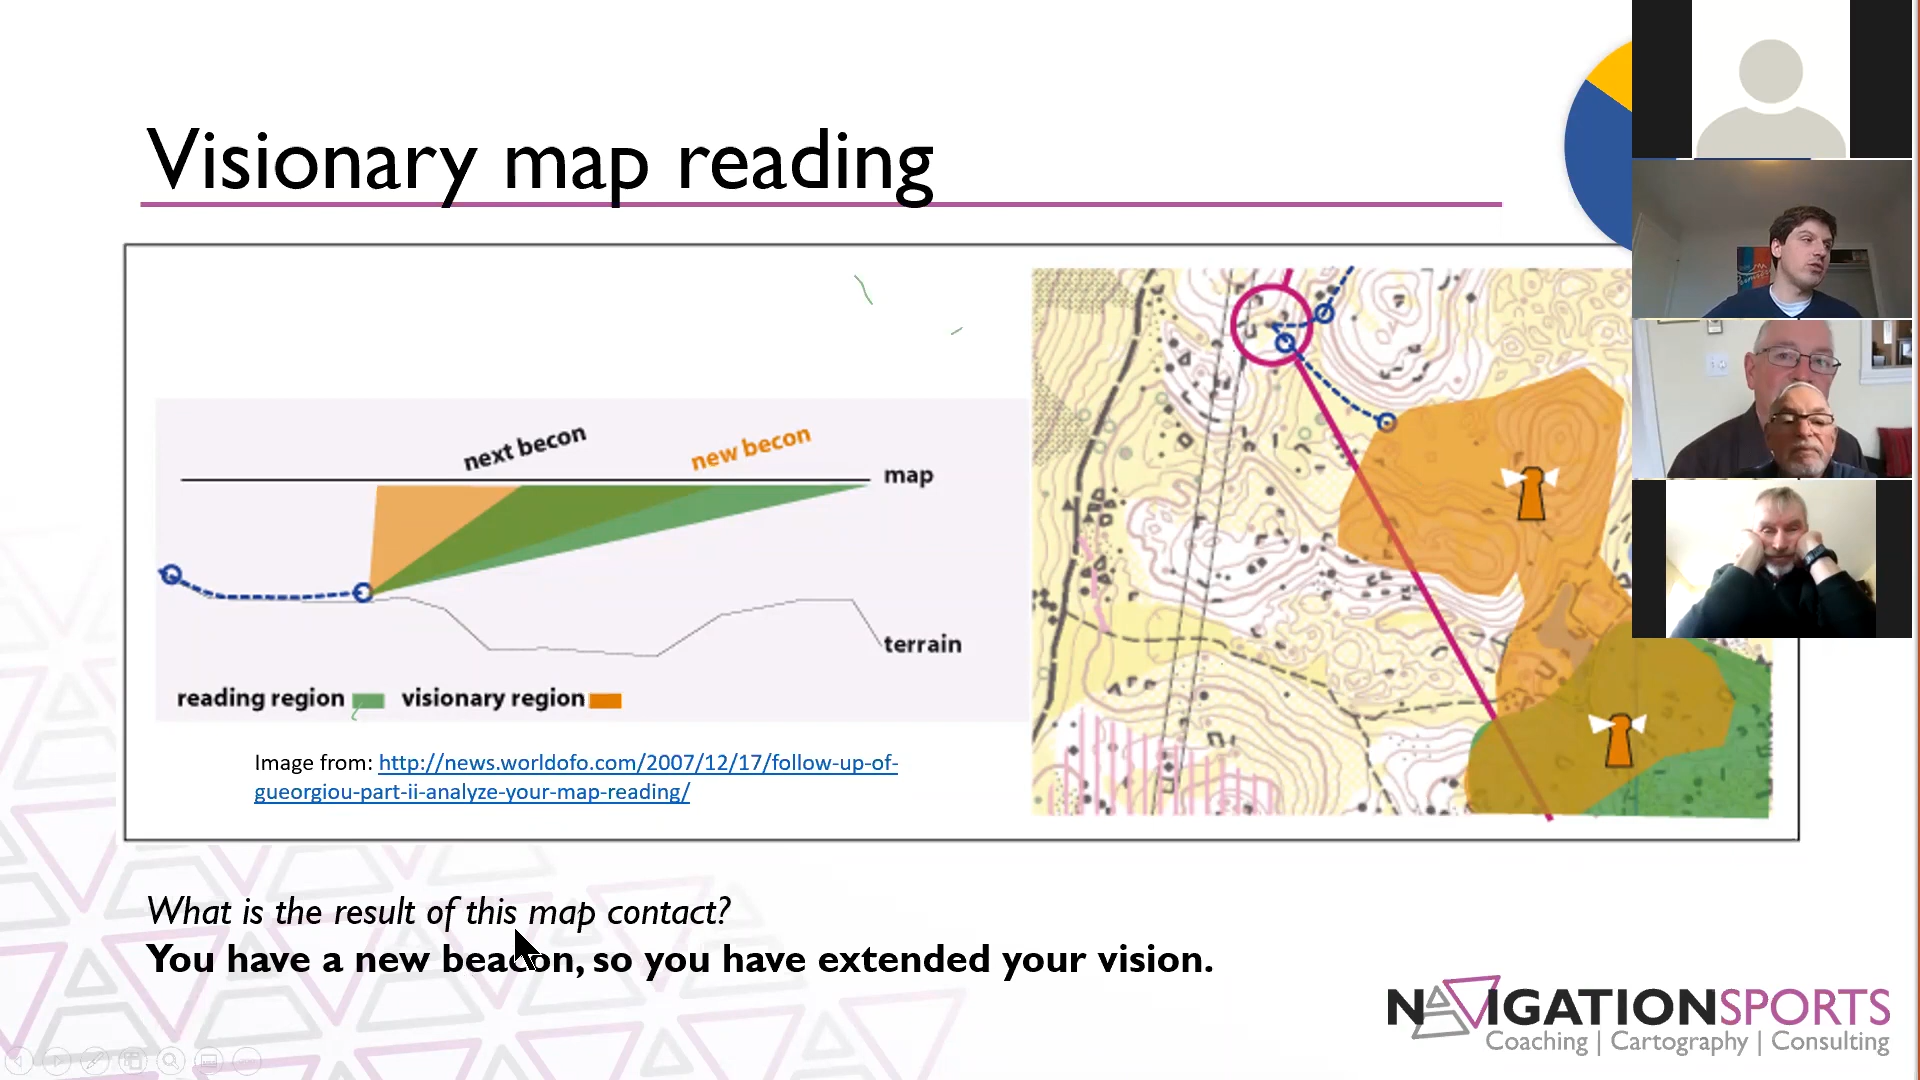 Visionary map reading
next becon
new becon
map
terrain
reading region
visionary region
Image from: http://news.worldofo.com/2007/12/17/follow-up-of-
gueorgiou-part-ii-analyze-your-map-reading/
What is the result of this map contact?
You have a new beacon, so you have extended your vision.
NAVIGATIONSPORTS
Coaching | Cartography | Consulting